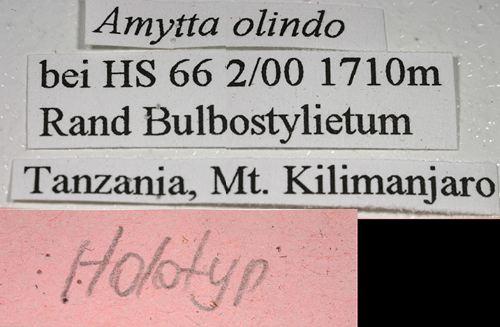 Amytta olindo
bei HS 66 2/00 1710m
Rand Bulbostylietum
Tanzania, Mt. Kilimanjaro
Holotyp